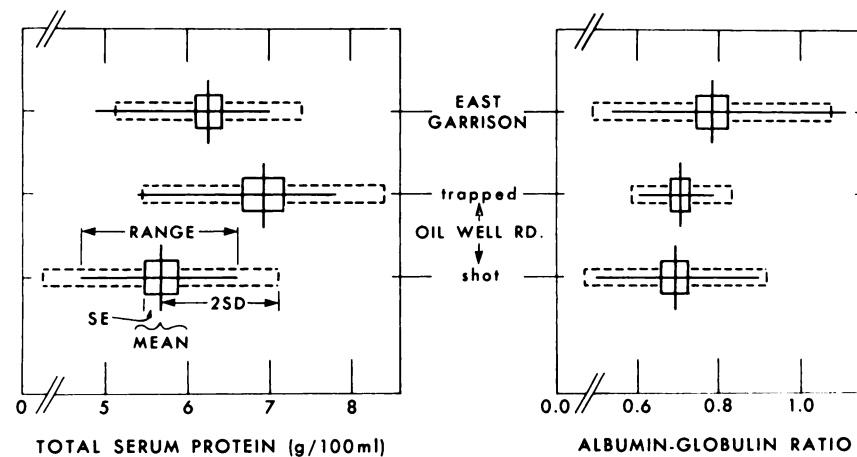 EAST
GARRISON
trapped
OIL WELL RD.
shot
RANGE
2SD
SE
MEAN
0 5 6 7 8
TOTAL SERUM PROTEIN (g/100ml)
0.0 0.6 0.8 1.0
ALBUMIN-GLOBULIN RATIO